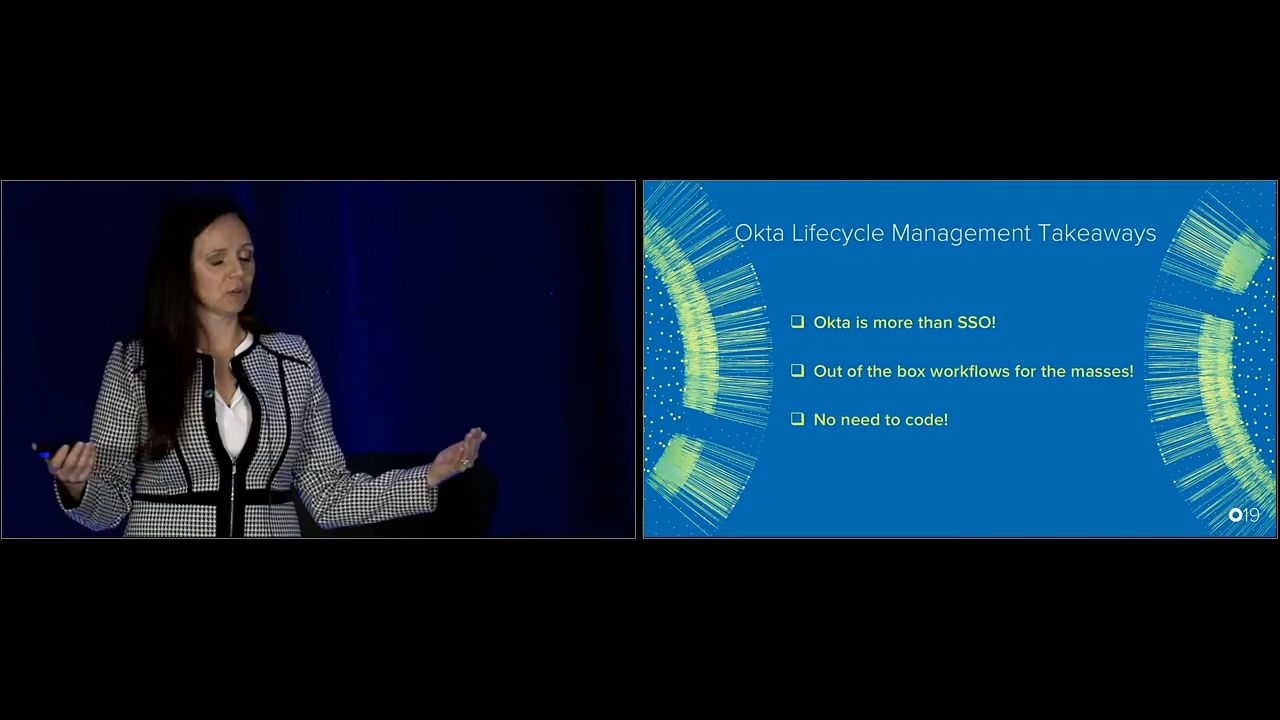 Okta Lifecycle Management Takeaways
❑ Okta is more than SSO!
❑ Out of the box workflows for the masses!
❑ No need to code!
O19